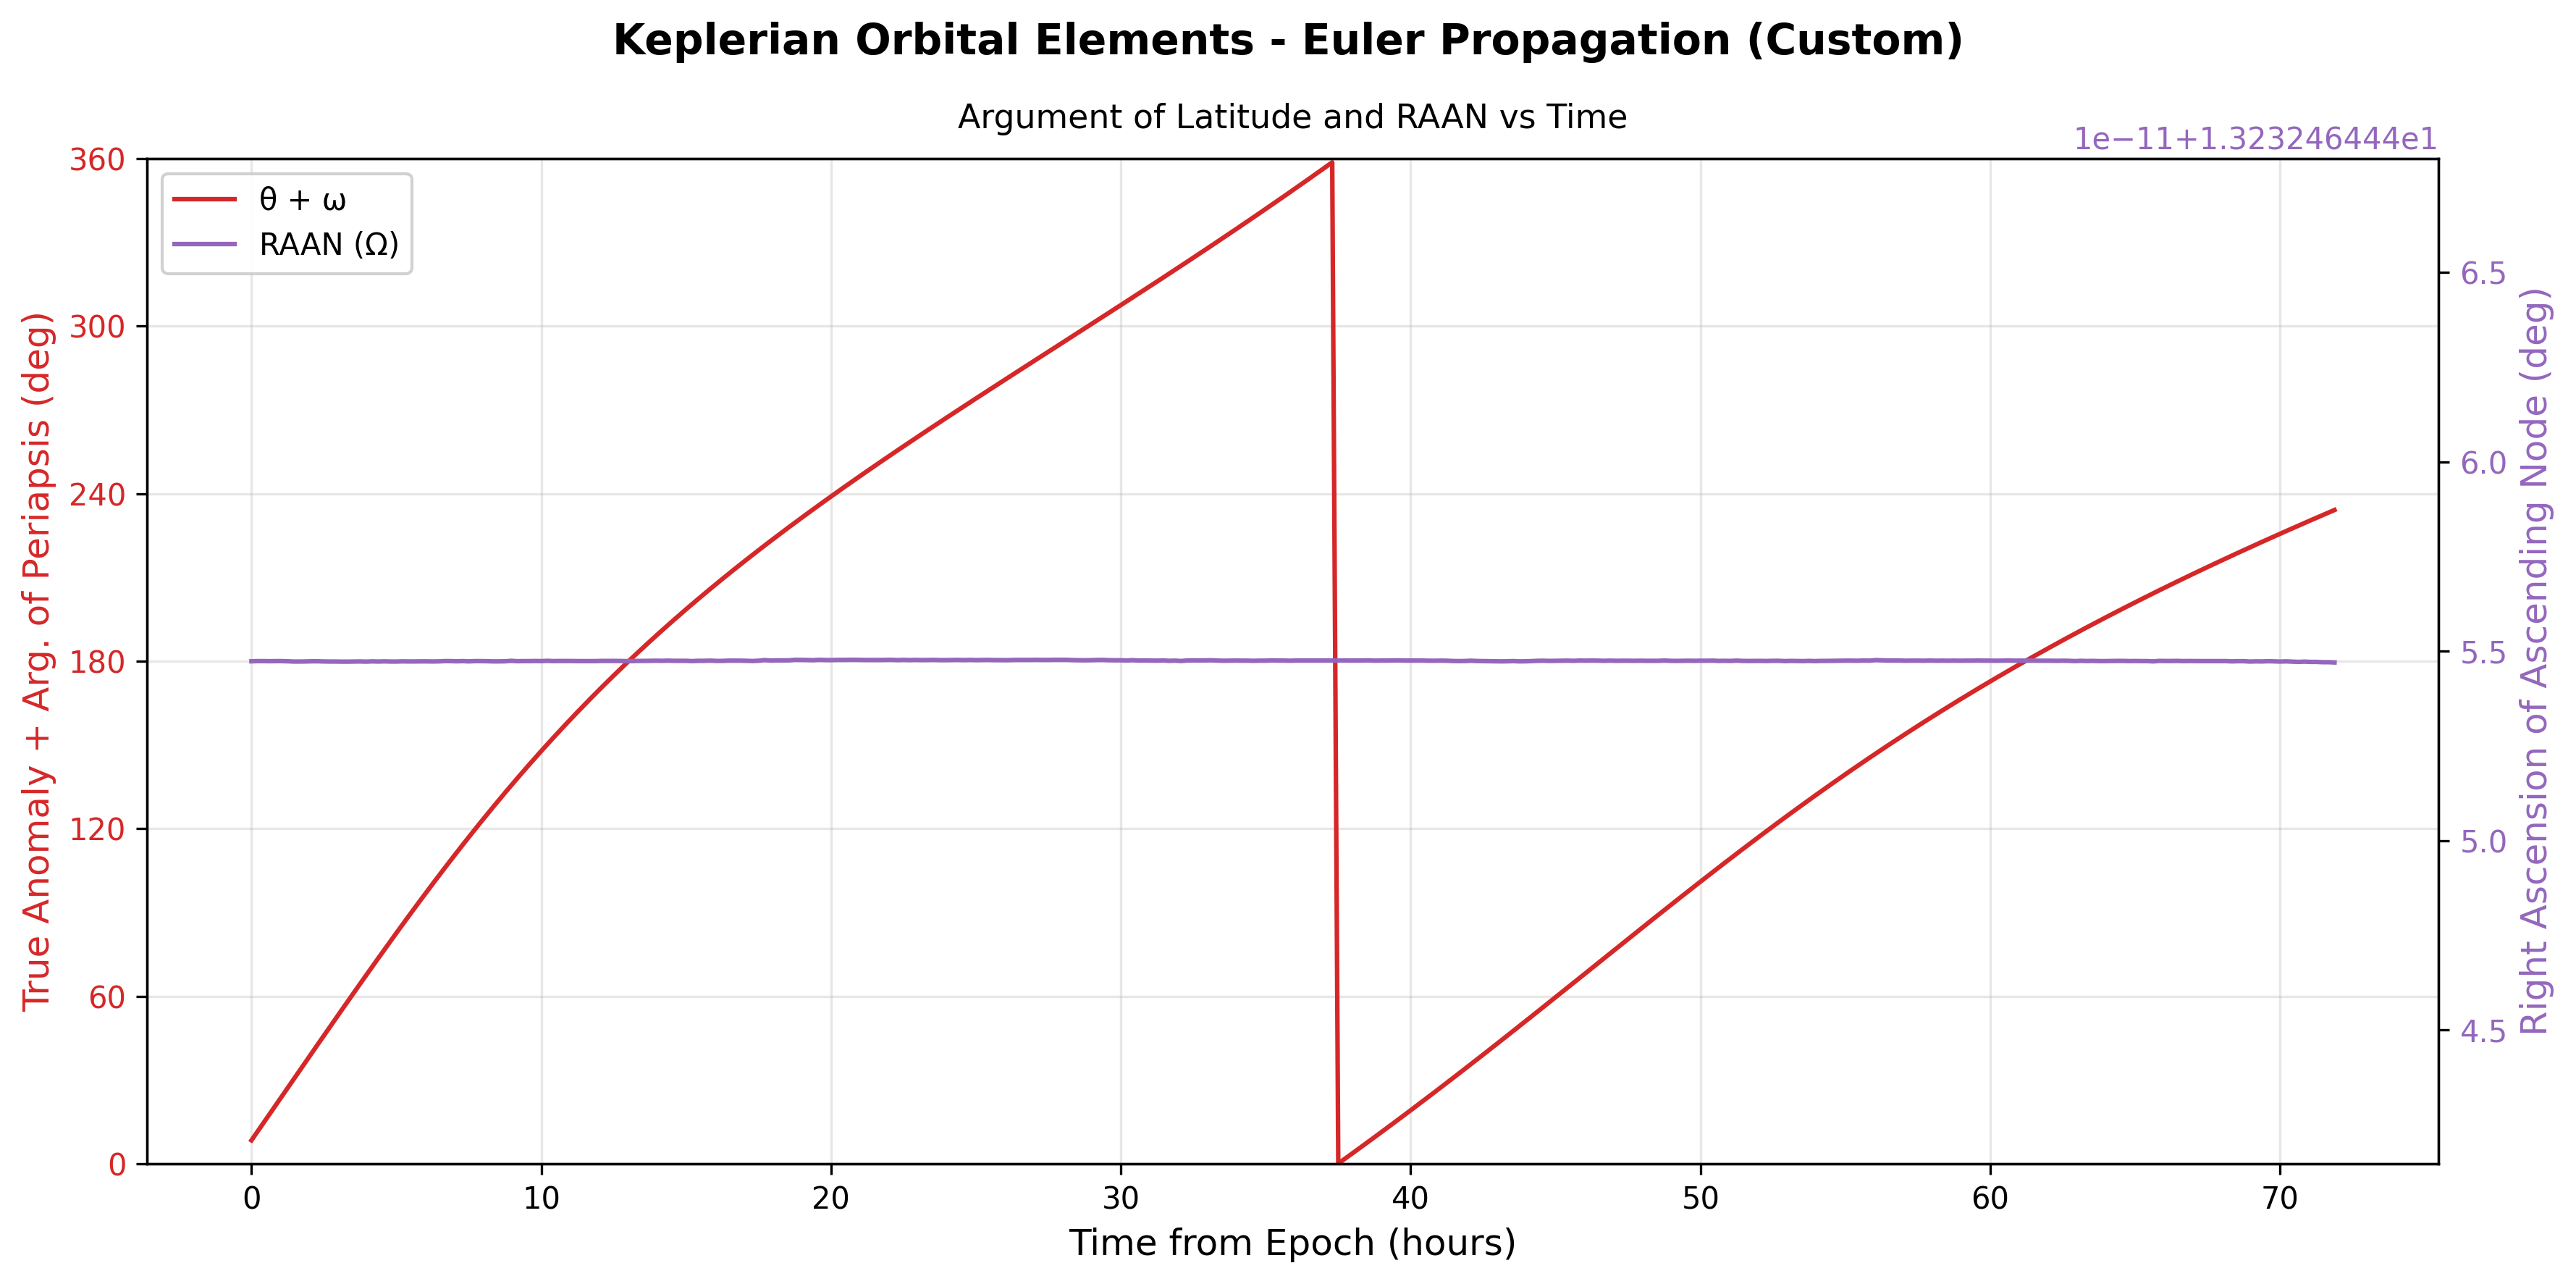 Keplerian Orbital Elements - Euler Propagation (Custom)
Argument of Latitude and RAAN vs Time
1e−11+1.323246444e1
θ + ω
RAAN (Ω)
True Anomaly + Arg. of Periapsis (deg)
360
300
240
180
120
60
0
6.5
6.0
5.5
5.0
4.5
Right Ascension of Ascending Node (deg)
0 10 20 30 40 50 60 70
Time from Epoch (hours)